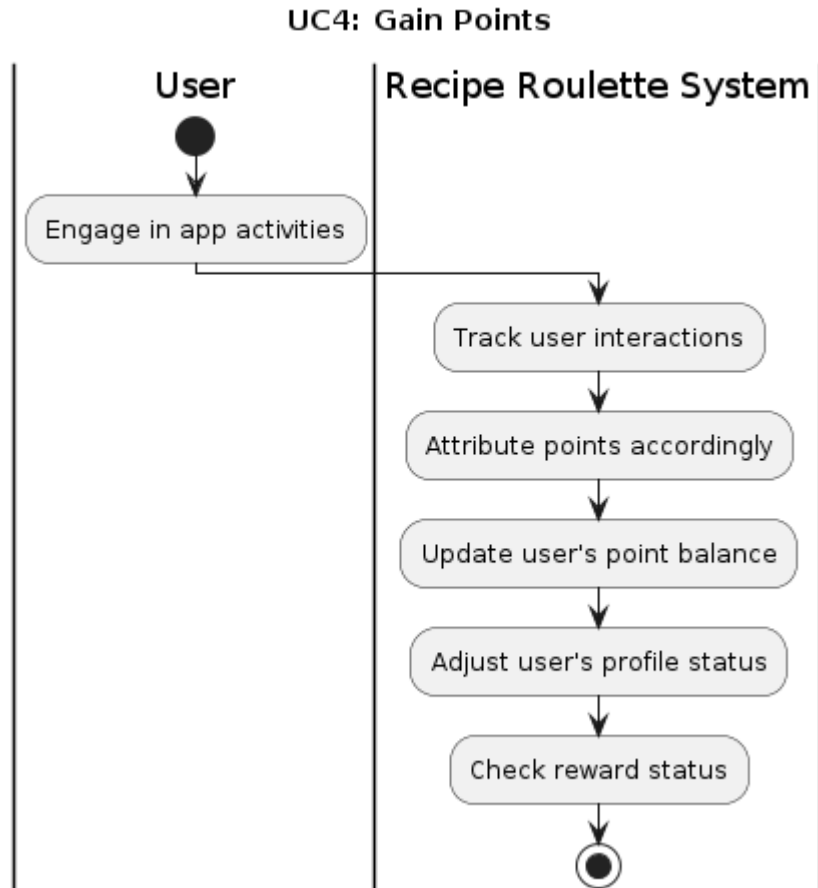 UC4: Gain Points
User
Recipe Roulette System
Engage in app activities
Track user interactions
Attribute points accordingly
Update user's point balance
Adjust user's profile status
Check reward status